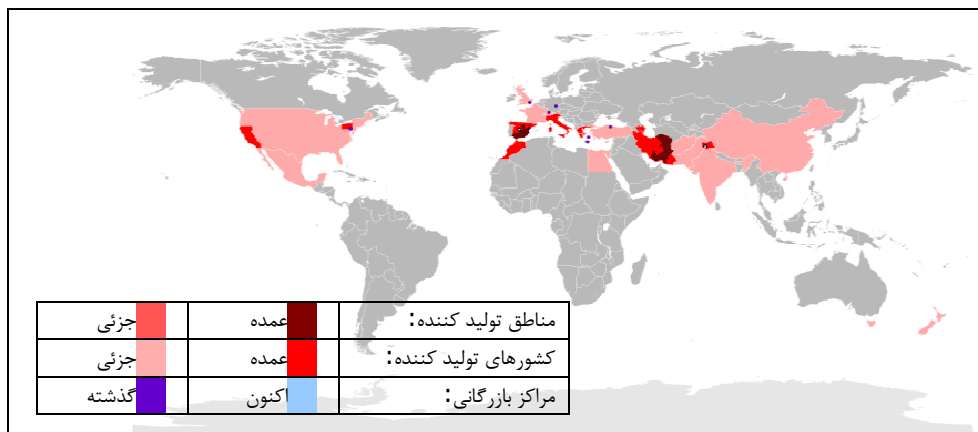 مناطق تولید کننده: عمده جزئی
کشورهای تولید کننده: عمده جزئی
مراکز بازرگانی: اکنون گذشته